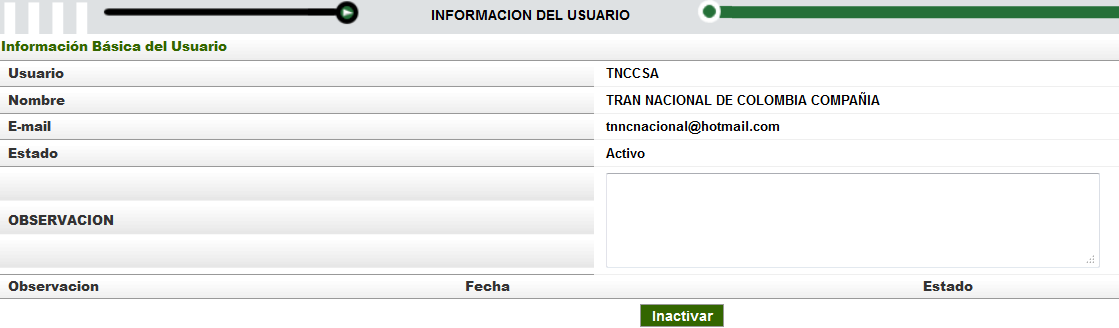 INFORMACION DEL USUARIO
Información Básica del Usuario
Usuario TNCCSA
Nombre TRAN NACIONAL DE COLOMBIA COMPAÑIA
E-mail tnncnacional@hotmail.com
Estado Activo
OBSERVACION
Observacion Fecha Estado
Inactivar